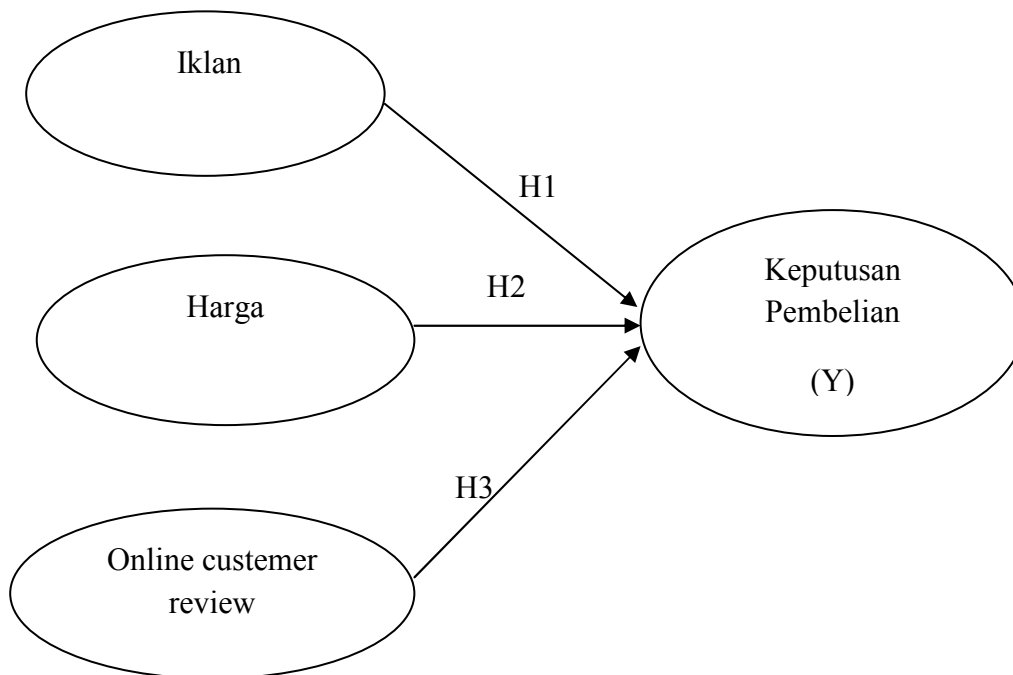 Iklan
H1
Harga
H2
Keputusan
Pembelian
(Y)
H3
Online custemer
review